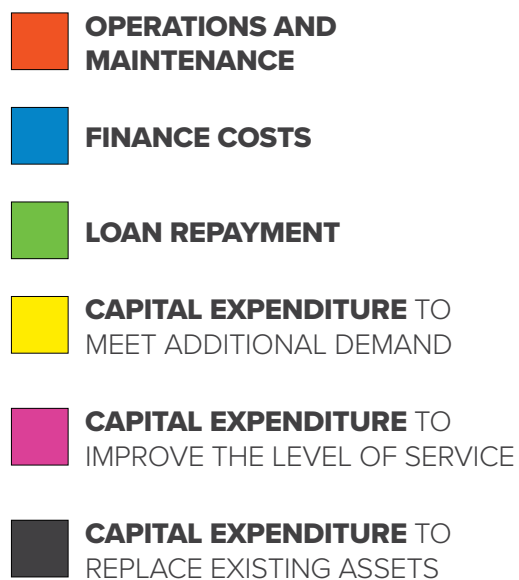 OPERATIONS AND
MAINTENANCE
FINANCE COSTS
LOAN REPAYMENT
CAPITAL EXPENDITURE TO
MEET ADDITIONAL DEMAND
CAPITAL EXPENDITURE TO
IMPROVE THE LEVEL OF SERVICE
CAPITAL EXPENDITURE TO
REPLACE EXISTING ASSETS